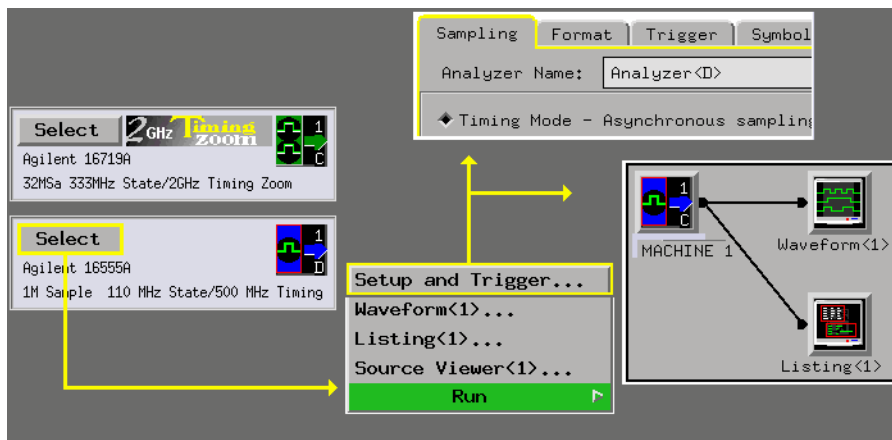 Sampling Format Trigger Symbol
Analyzer Name: Analyzer<D>
Timing Mode - Asynchronous sampling
Select 2GHz Timing zoom 1 C
Agilent 16719A
32MSa 333MHz State/2GHz Timing Zoom
Select 1 D
Agilent 16555A
1M Sample 110 MHz State/500 MHz Timing
Setup and Trigger...
Waveform<1>...
Listing<1>...
Source Viewer<1>...
Run
1 C
MACHINE 1
Waveform<1>
Listing<1>